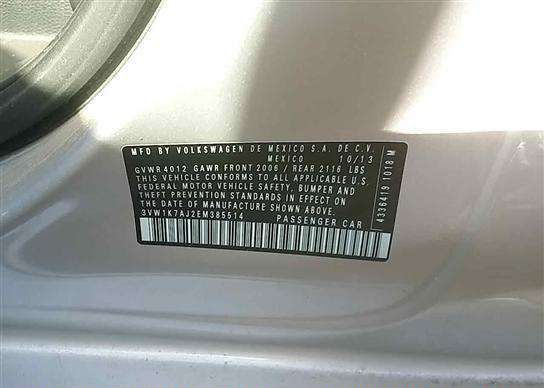 MFD BY VOLKSWAGEN DE MEXICO S.A. DE C.V.
MEXICO 10/13
GVWR 4012 GAWR FRONT 2006 / REAR 2116 LBS
THIS VEHICLE CONFORMS TO ALL APPLICABLE U.S.
FEDERAL MOTOR VEHICLE SAFETY, BUMPER AND
THEFT PREVENTION STANDARDS IN EFFECT ON THE
DATE OF MANUFACTURE SHOWN ABOVE.
3VW1K7AJ2EM385514 PASSENGER CAR
4336419 1018 M